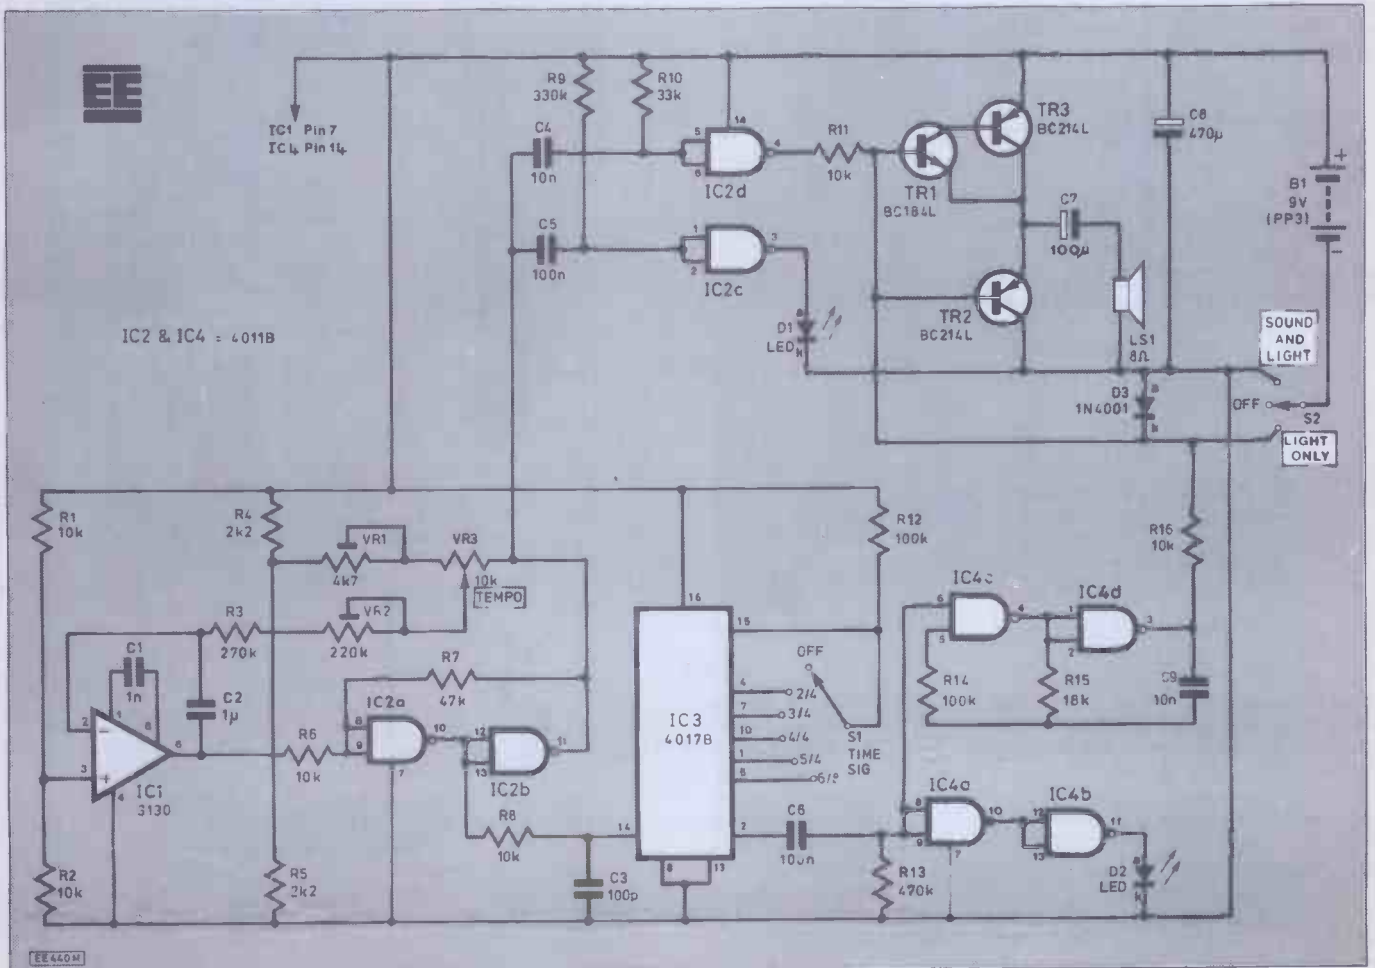 EE
IC1 Pin 7
IC4 Pin 14
R9
330k
R10
33k
C4
10n
5
6
14
4
IC2d
R11
10k
TR1
BC184L
TR3
BC214L
C8
470µ
+
B1
9V
(PP3)
-
C5
100n
1
2
3
IC2c
C7
100µ
TR2
BC214L
LS1
8Ω
D1
LED
a
k
IC2 & IC4 = 4011B
SOUND
AND
LIGHT
D3
1N4001
a
k
OFF
S2
LIGHT
ONLY
R1
10k
R4
2k2
VR1
4k7
VR3
10k
TEMPO
R12
100k
R16
10k
R3
270k
VR2
220k
C1
1n
C2
1µ
R7
47k
16
15
OFF
IC4c
6
5
4
IC4d
1
2
3
2
3
1
8
6
4
+
IC1
3130
R6
10k
IC2a
8
9
10
7
12
13
11
IC2b
IC3
4017B
4
2/4
7
3/4
10
4/4
1
5/4
6
6/8
S1
TIME
SIG
R14
100k
R15
18k
C9
10n
R2
10k
R5
2k2
R8
10k
C3
100p
14
8
13
2
C6
100n
IC4a
8
9
10
7
IC4b
12
13
11
R13
470k
D2
LED
a
k
EE440M